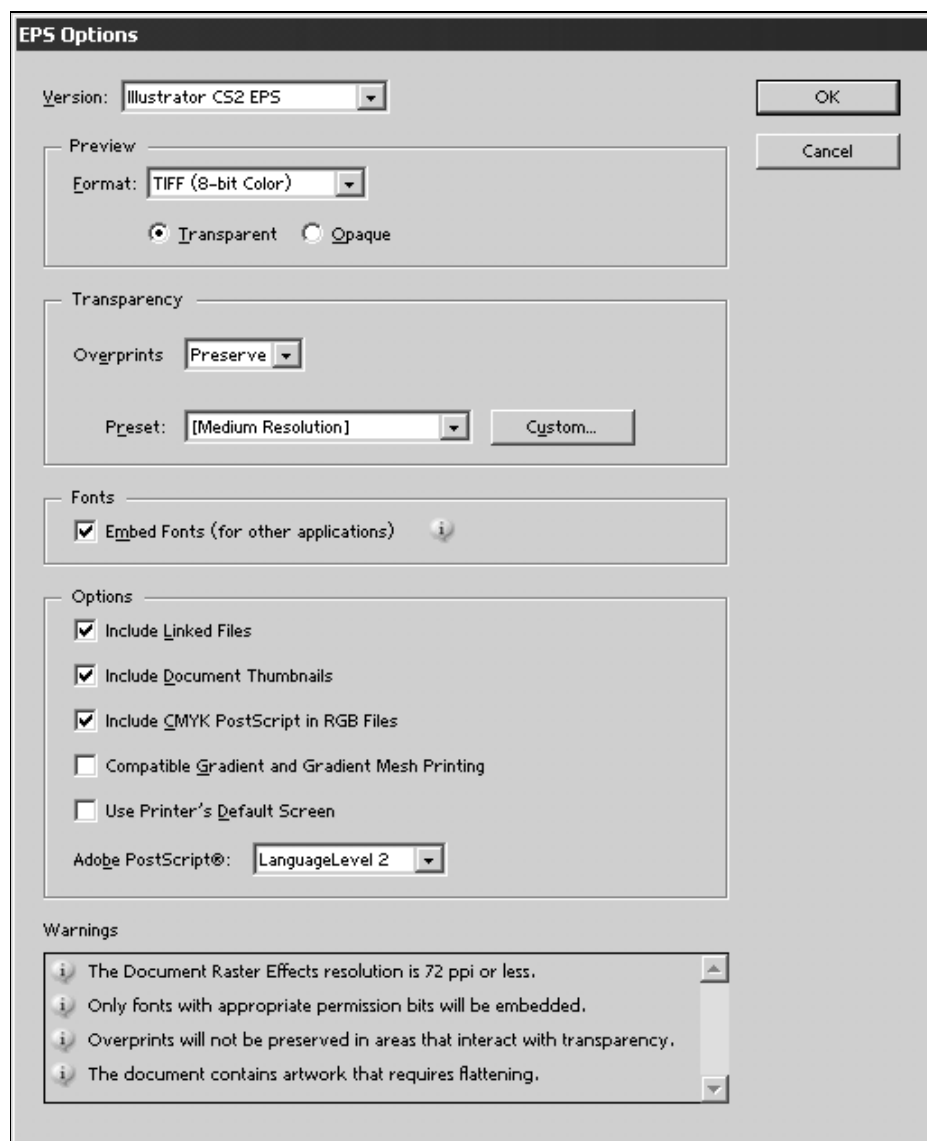 EPS Options
Version: Illustrator CS2 EPS
OK
Cancel
Preview
Format: TIFF (8-bit Color)
Transparent Opaque
Transparency
Overprints Preserve
Preset: [Medium Resolution] Custom...
Fonts
Embed Fonts (for other applications)
Options
Include Linked Files
Include Document Thumbnails
Include CMYK PostScript in RGB Files
Compatible Gradient and Gradient Mesh Printing
Use Printer's Default Screen
Adobe PostScript®: LanguageLevel 2
Warnings
The Document Raster Effects resolution is 72 ppi or less.
Only fonts with appropriate permission bits will be embedded.
Overprints will not be preserved in areas that interact with transparency.
The document contains artwork that requires flattening.